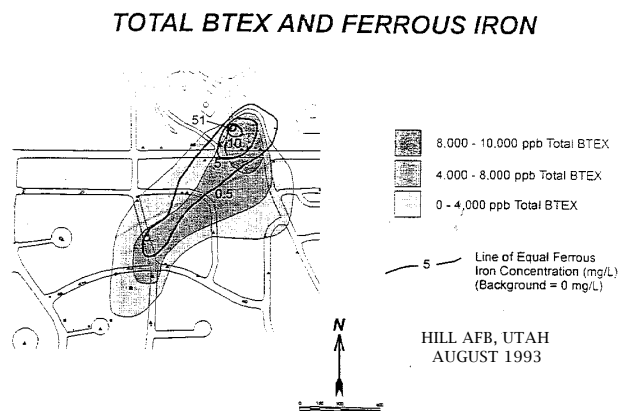 TOTAL BTEX AND FERROUS IRON
51
10
5
0.5
8,000 - 10,000 ppb Total BTEX
4,000 - 8,000 ppb Total BTEX
0 - 4,000 ppb Total BTEX
5
Line of Equal Ferrous
Iron Concentration (mg/L)
(Background = 0 mg/L)
N
HILL AFB, UTAH
AUGUST 1993
0